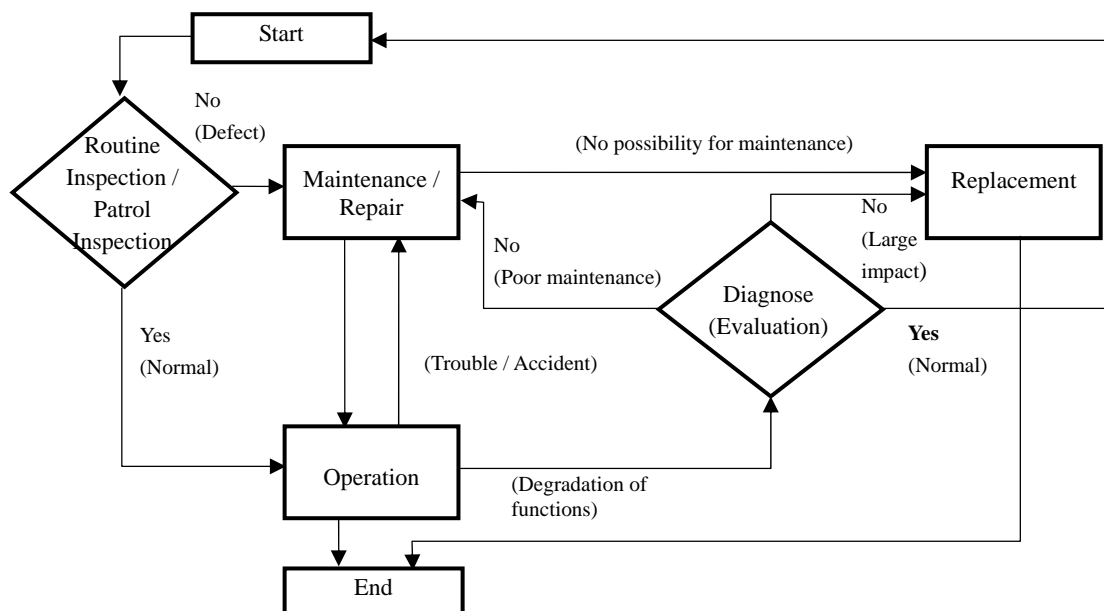 Start
No
(Defect)
Routine
Inspection /
Patrol
Inspection
Maintenance /
Repair
(No possibility for maintenance)
Replacement
No
(Poor maintenance)
No
(Large
impact)
Diagnose
(Evaluation)
Yes
(Normal)
Yes
(Normal)
(Trouble / Accident)
Operation
(Degradation of
functions)
End